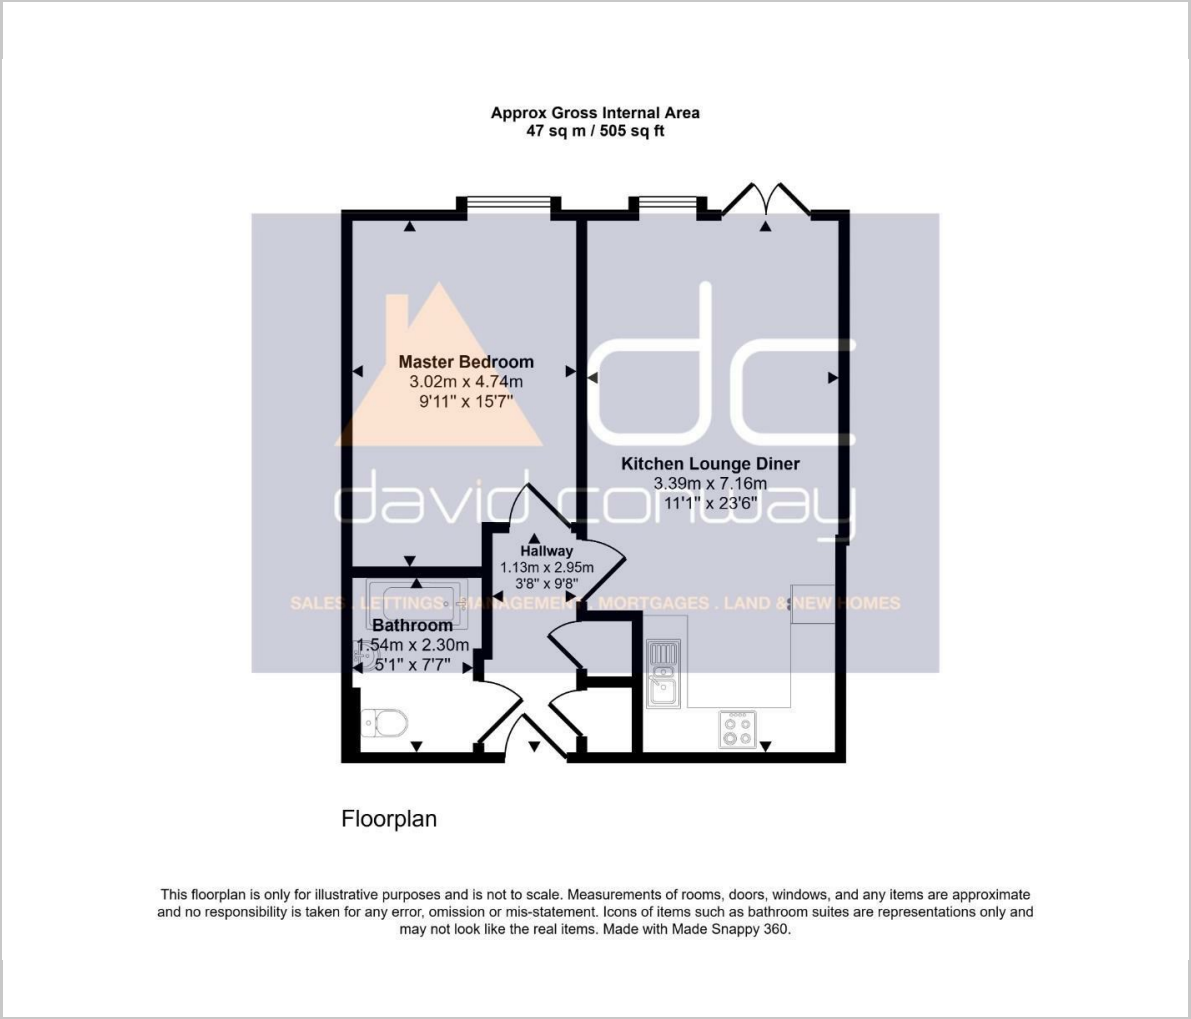 Approx Gross Internal Area
47 sq m / 505 sq ft
Master Bedroom
3.02m x 4.74m
9'11" x 15'7"
dc
Kitchen Lounge Diner
3.39m x 7.16m
11'1" x 23'6"
david conway
Hallway
1.13m x 2.95m
3'8" x 9'8"
SALES . LETTINGS . MANAGEMENT . MORTGAGES . LAND & NEW HOMES
Bathroom
1.54m x 2.30m
5'1" x 7'7"
Floorplan
This floorplan is only for illustrative purposes and is not to scale. Measurements of rooms, doors, windows, and any items are approximate
and no responsibility is taken for any error, omission or mis-statement. Icons of items such as bathroom suites are representations only and
may not look like the real items. Made with Made Snappy 360.